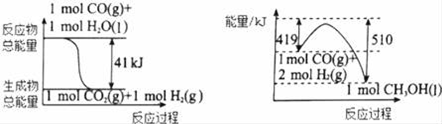 1 mol CO(g)+
1 mol H₂O(l)
反应物
总能量
41 kJ
生成物
总能量
1 mol CO₂(g)+1 mol H₂(g)
反应过程
能量/kJ
419
510
1 mol CO(g)+
2 mol H₂(g)
1 mol CH₃OH(l)
反应过程